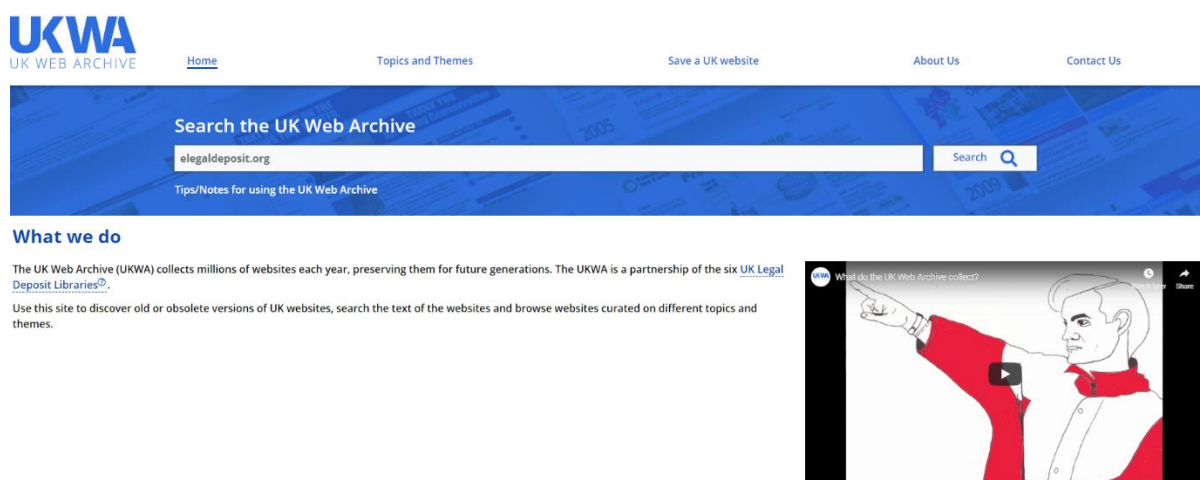 UKWA
UK WEB ARCHIVE
Home
Topics and Themes
Save a UK website
About Us
Contact Us
2005
2009
Search the UK Web Archive
elegaldeposit.org
Search
Tips/Notes for using the UK Web Archive
What we do
The UK Web Archive (UKWA) collects millions of websites each year, preserving them for future generations. The UKWA is a partnership of the six UK Legal
Deposit Libraries?.
Use this site to discover old or obsolete versions of UK websites, search the text of the websites and browse websites curated on different topics and
themes.
UKWA
What do the UK Web Archive collect?
Share